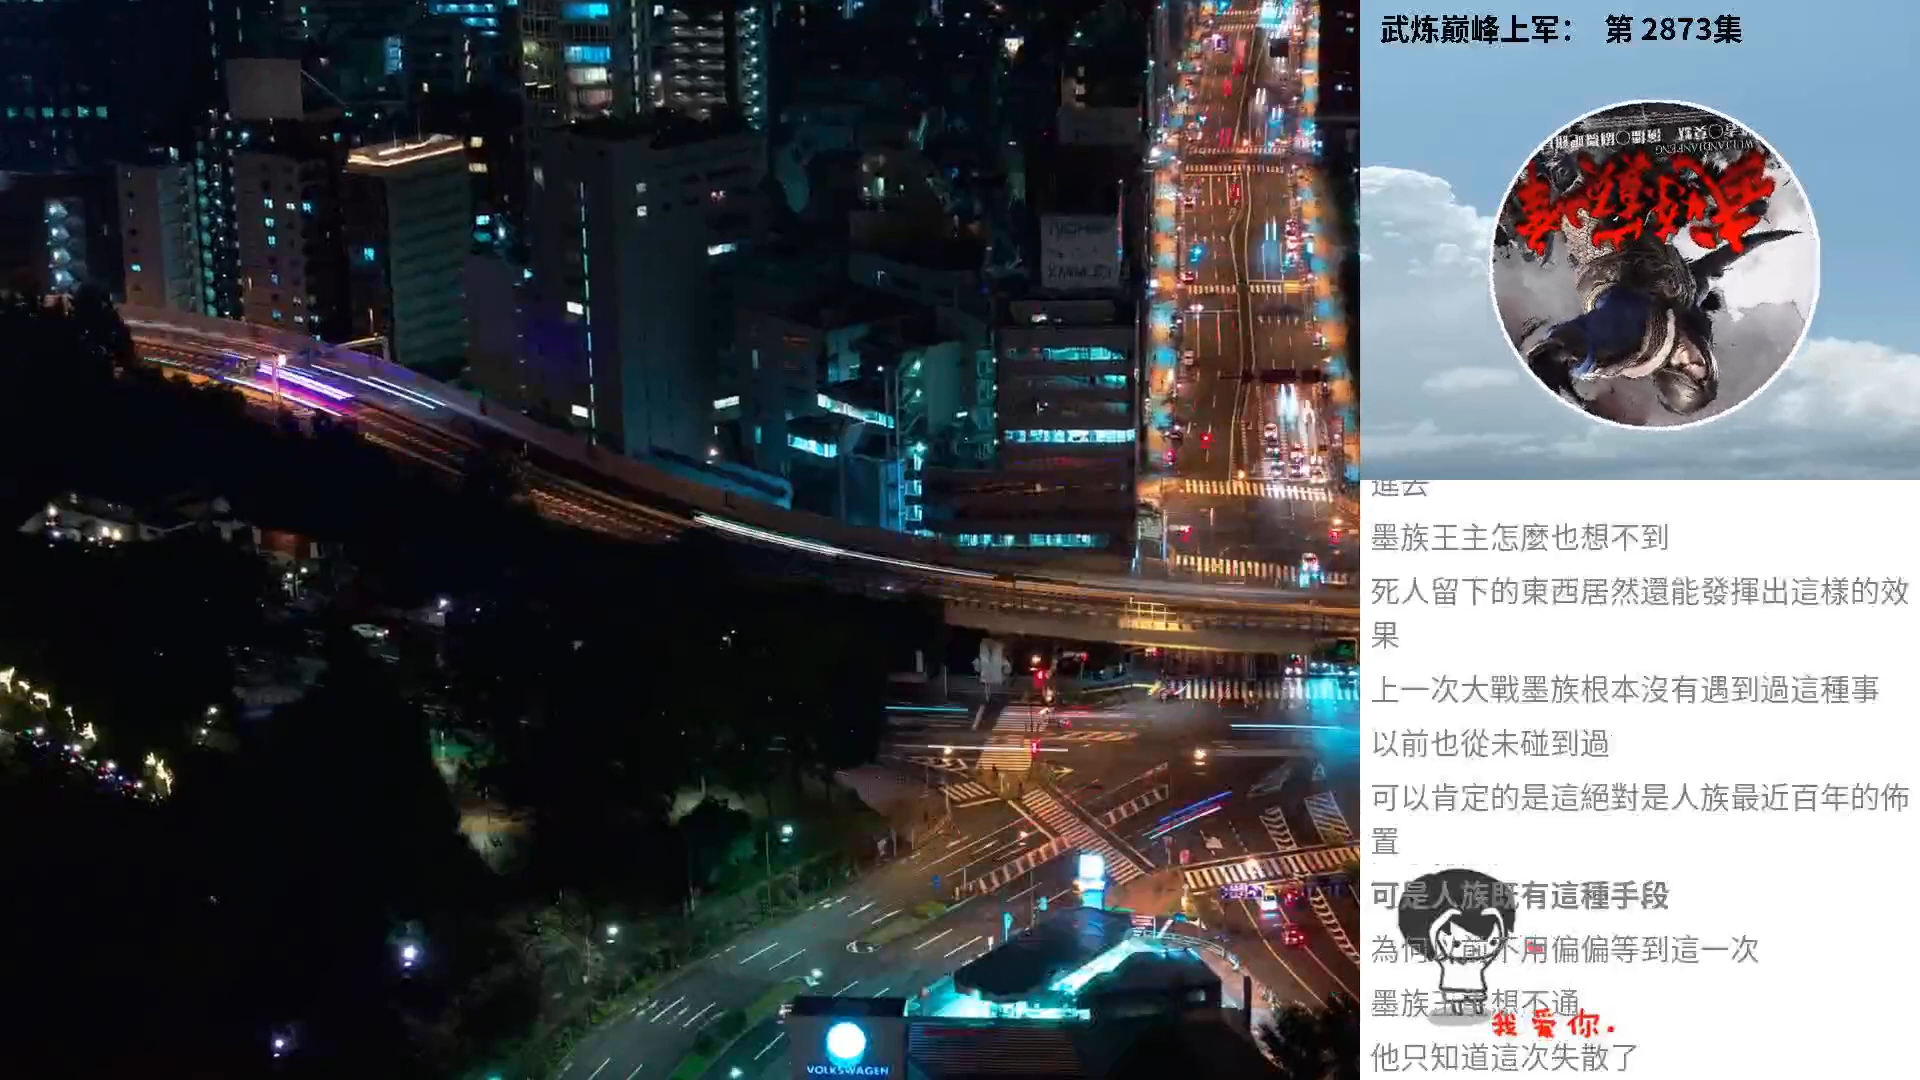 武炼巅峰上军： 第 2873集
WULIANDIANFENG
進去
墨族王主怎麼也想不到
死人留下的東西居然還能發揮出這樣的效
果
上一次大戰墨族根本沒有遇到過這種事
以前也從未碰到過
可以肯定的是這絕對是人族最近百年的佈
置
可是人族既有這種手段
為何以前不用偏偏等到這一次
墨族王主想不通
我爱你.
他只知道這次失散了
VOLKSWAGEN